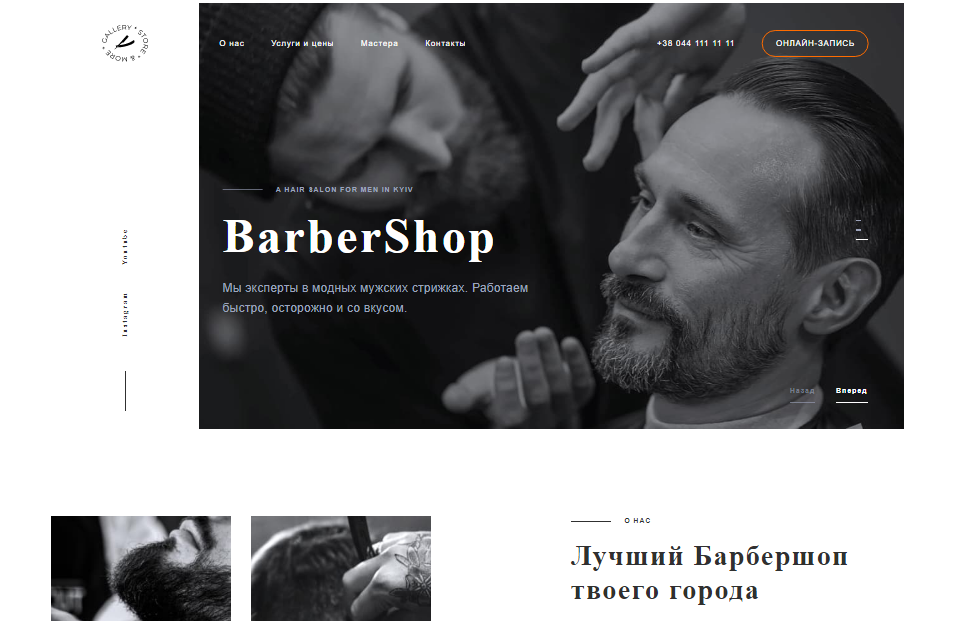 GALLERY • STORE • & MORE •
О нас
Услуги и цены
Мастера
Контакты
+38 044 111 11 11
ОНЛАЙН-ЗАПИСЬ
Youtube
Instagram
A HAIR SALON FOR MEN IN KYIV
BarberShop
Мы эксперты в модных мужских стрижках. Работаем
быстро, осторожно и со вкусом.
Назад
Вперед
О НАС
Лучший Барбершоп
твоего города